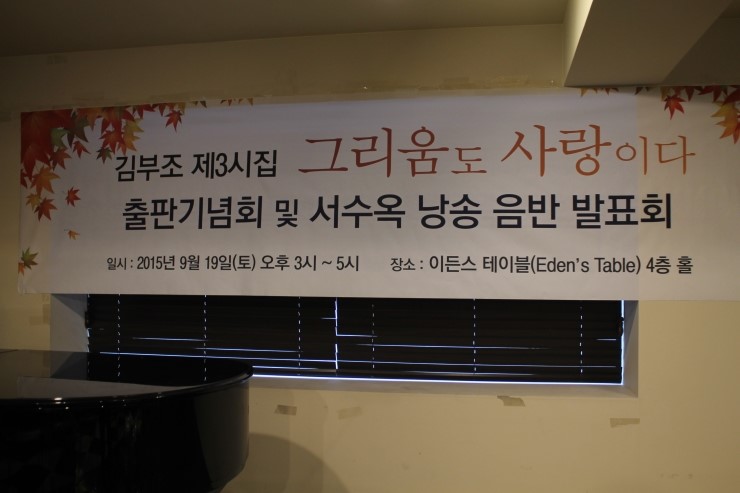 김부조 제3시집 그리움도 사랑이다
출판기념회 및 서수옥 낭송 음반 발표회
일시 : 2015년 9월 19일(토) 오후 3시 ~ 5시 장소 : 이든스 테이블(Eden's Table) 4층 홀